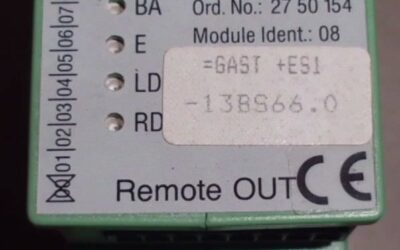 BA
Ord. No.: 27 50 154
E
Module Ident.: 08
LD
RD
=GAST +ES1
-13BS66.0
00 01 02 03 04 05 06 07
Remote OUT CE